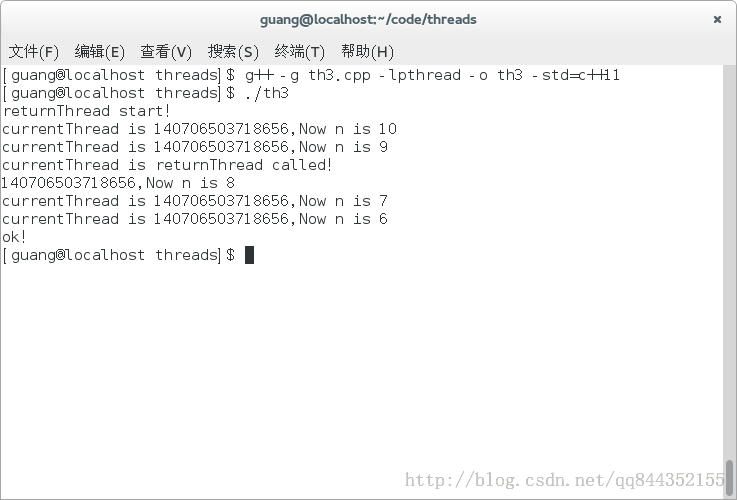 guang@localhost:~/code/threads ×
文件(F) 编辑(E) 查看(V) 搜索(S) 终端(T) 帮助(H)
[guang@localhost threads]$ g++ -g th3.cpp -lpthread -o th3 -std=c++11
[guang@localhost threads]$ ./th3
returnThread start!
currentThread is 140706503718656,Now n is 10
currentThread is 140706503718656,Now n is 9
currentThread is returnThread called!
140706503718656,Now n is 8
currentThread is 140706503718656,Now n is 7
currentThread is 140706503718656,Now n is 6
ok!
[guang@localhost threads]$
http://blog.csdn.net/qq844352155